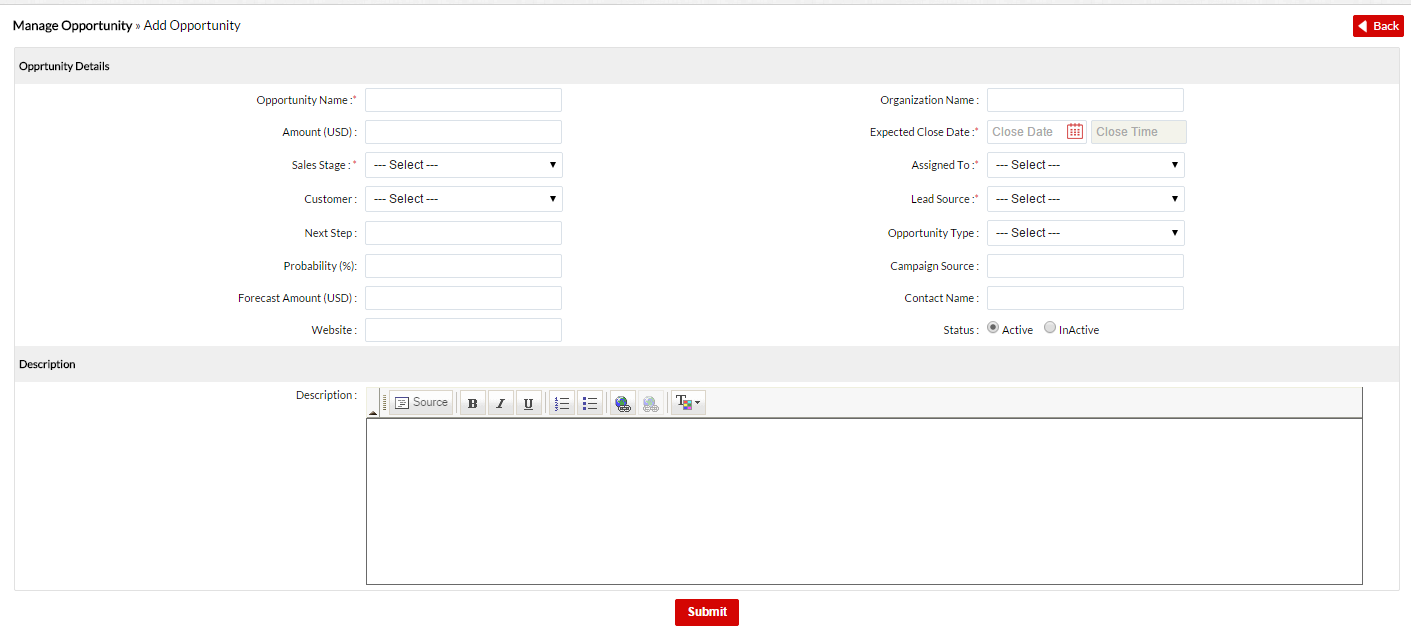 Manage Opportunity » Add Opportunity
Back
Opprtunity Details
Opportunity Name :*
Organization Name :
Amount (USD) :
Expected Close Date :* Close Date Close Time
Sales Stage : * --- Select ---
Assigned To :* --- Select ---
Customer : --- Select ---
Lead Source :* --- Select ---
Next Step :
Opportunity Type : --- Select ---
Probability (%):
Campaign Source :
Forecast Amount (USD) :
Contact Name :
Website :
Status : Active InActive
Description
Description :
Source B I U
Submit